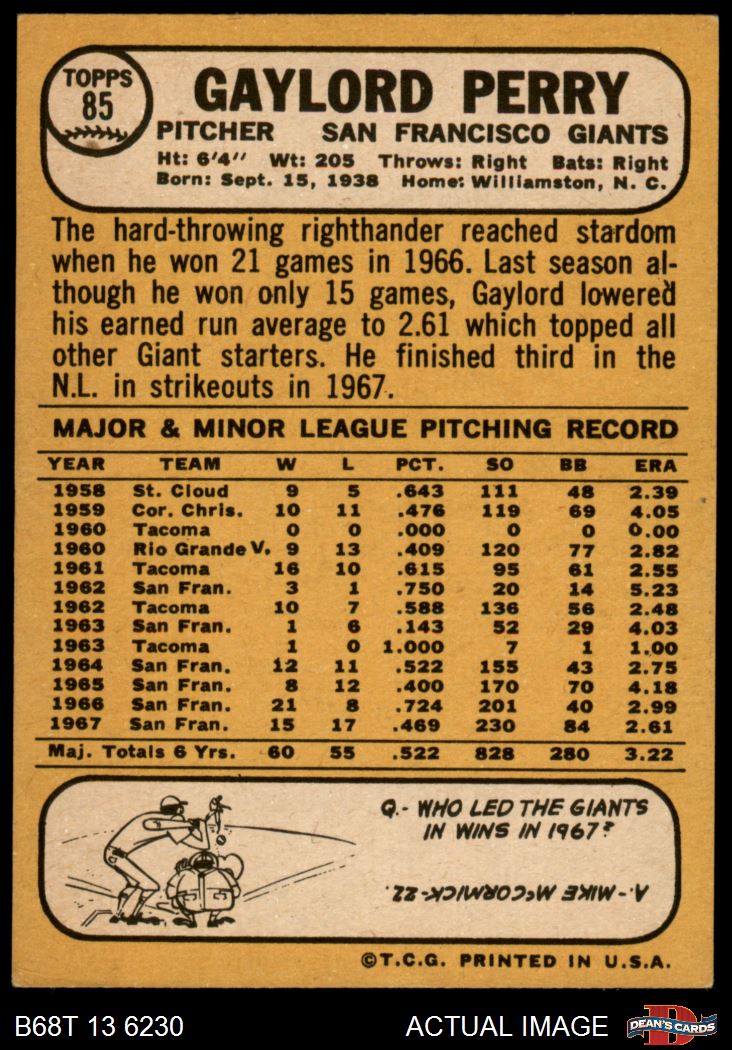 TOPPS
85
GAYLORD PERRY
PITCHER SAN FRANCISCO GIANTS
Ht: 6'4" Wt: 205 Throws: Right Bats: Right
Born: Sept. 15, 1938 Home: Williamston, N. C.
The hard-throwing righthander reached stardom
when he won 21 games in 1966. Last season al-
though he won only 15 games, Gaylord lowered
his earned run average to 2.61 which topped all
other Giant starters. He finished third in the
N.L. in strikeouts in 1967.
MAJOR & MINOR LEAGUE PITCHING RECORD
YEAR TEAM W L PCT. SO BB ERA
1958 St. Cloud 9 5 .643 111 48 2.39
1959 Cor. Chris. 10 11 .476 119 69 4.05
1960 Tacoma 0 0 .000 0 0 0.00
1960 Rio Grande V. 9 13 .409 120 77 2.82
1961 Tacoma 16 10 .615 95 61 2.55
1962 San Fran. 3 1 .750 20 14 5.23
1962 Tacoma 10 7 .588 136 56 2.48
1963 San Fran. 1 6 .143 52 29 4.03
1963 Tacoma 1 0 1.000 7 1 1.00
1964 San Fran. 12 11 .522 155 43 2.75
1965 San Fran. 8 12 .400 170 70 4.18
1966 San Fran. 21 8 .724 201 40 2.99
1967 San Fran. 15 17 .469 230 84 2.61
Maj. Totals 6 Yrs. 60 55 .522 828 280 3.22
Q.- WHO LED THE GIANTS
IN WINS IN 1967?
A.- MIKE McCORMICK-22.
©T.C.G. PRINTED IN U.S.A.
B68T 13 6230 ACTUAL IMAGE
D
DEAN'S CARDS